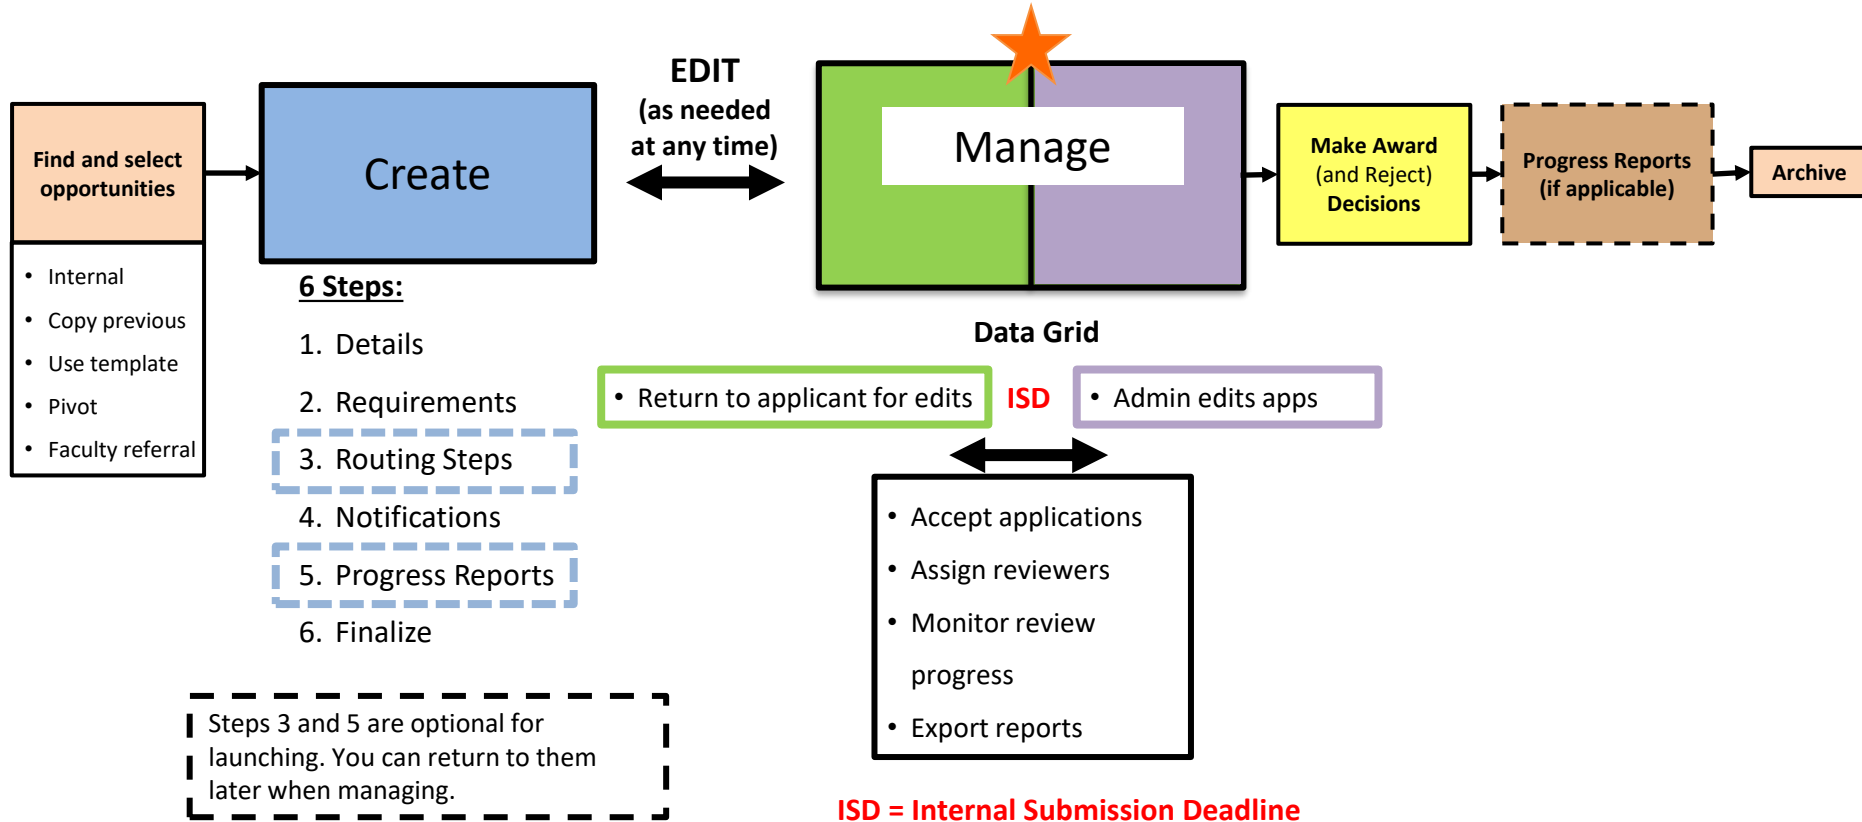 Find and select
opportunities
• Internal
• Copy previous
• Use template
• Pivot
• Faculty referral
Create
6 Steps:
1. Details
2. Requirements
3. Routing Steps
4. Notifications
5. Progress Reports
6. Finalize
Steps 3 and 5 are optional for
launching. You can return to them
later when managing.
EDIT
(as needed
at any time)
Manage
Data Grid
• Return to applicant for edits
ISD
• Admin edits apps
• Accept applications
• Assign reviewers
• Monitor review
progress
• Export reports
ISD = Internal Submission Deadline
Make Award
(and Reject)
Decisions
Progress Reports
(if applicable)
Archive